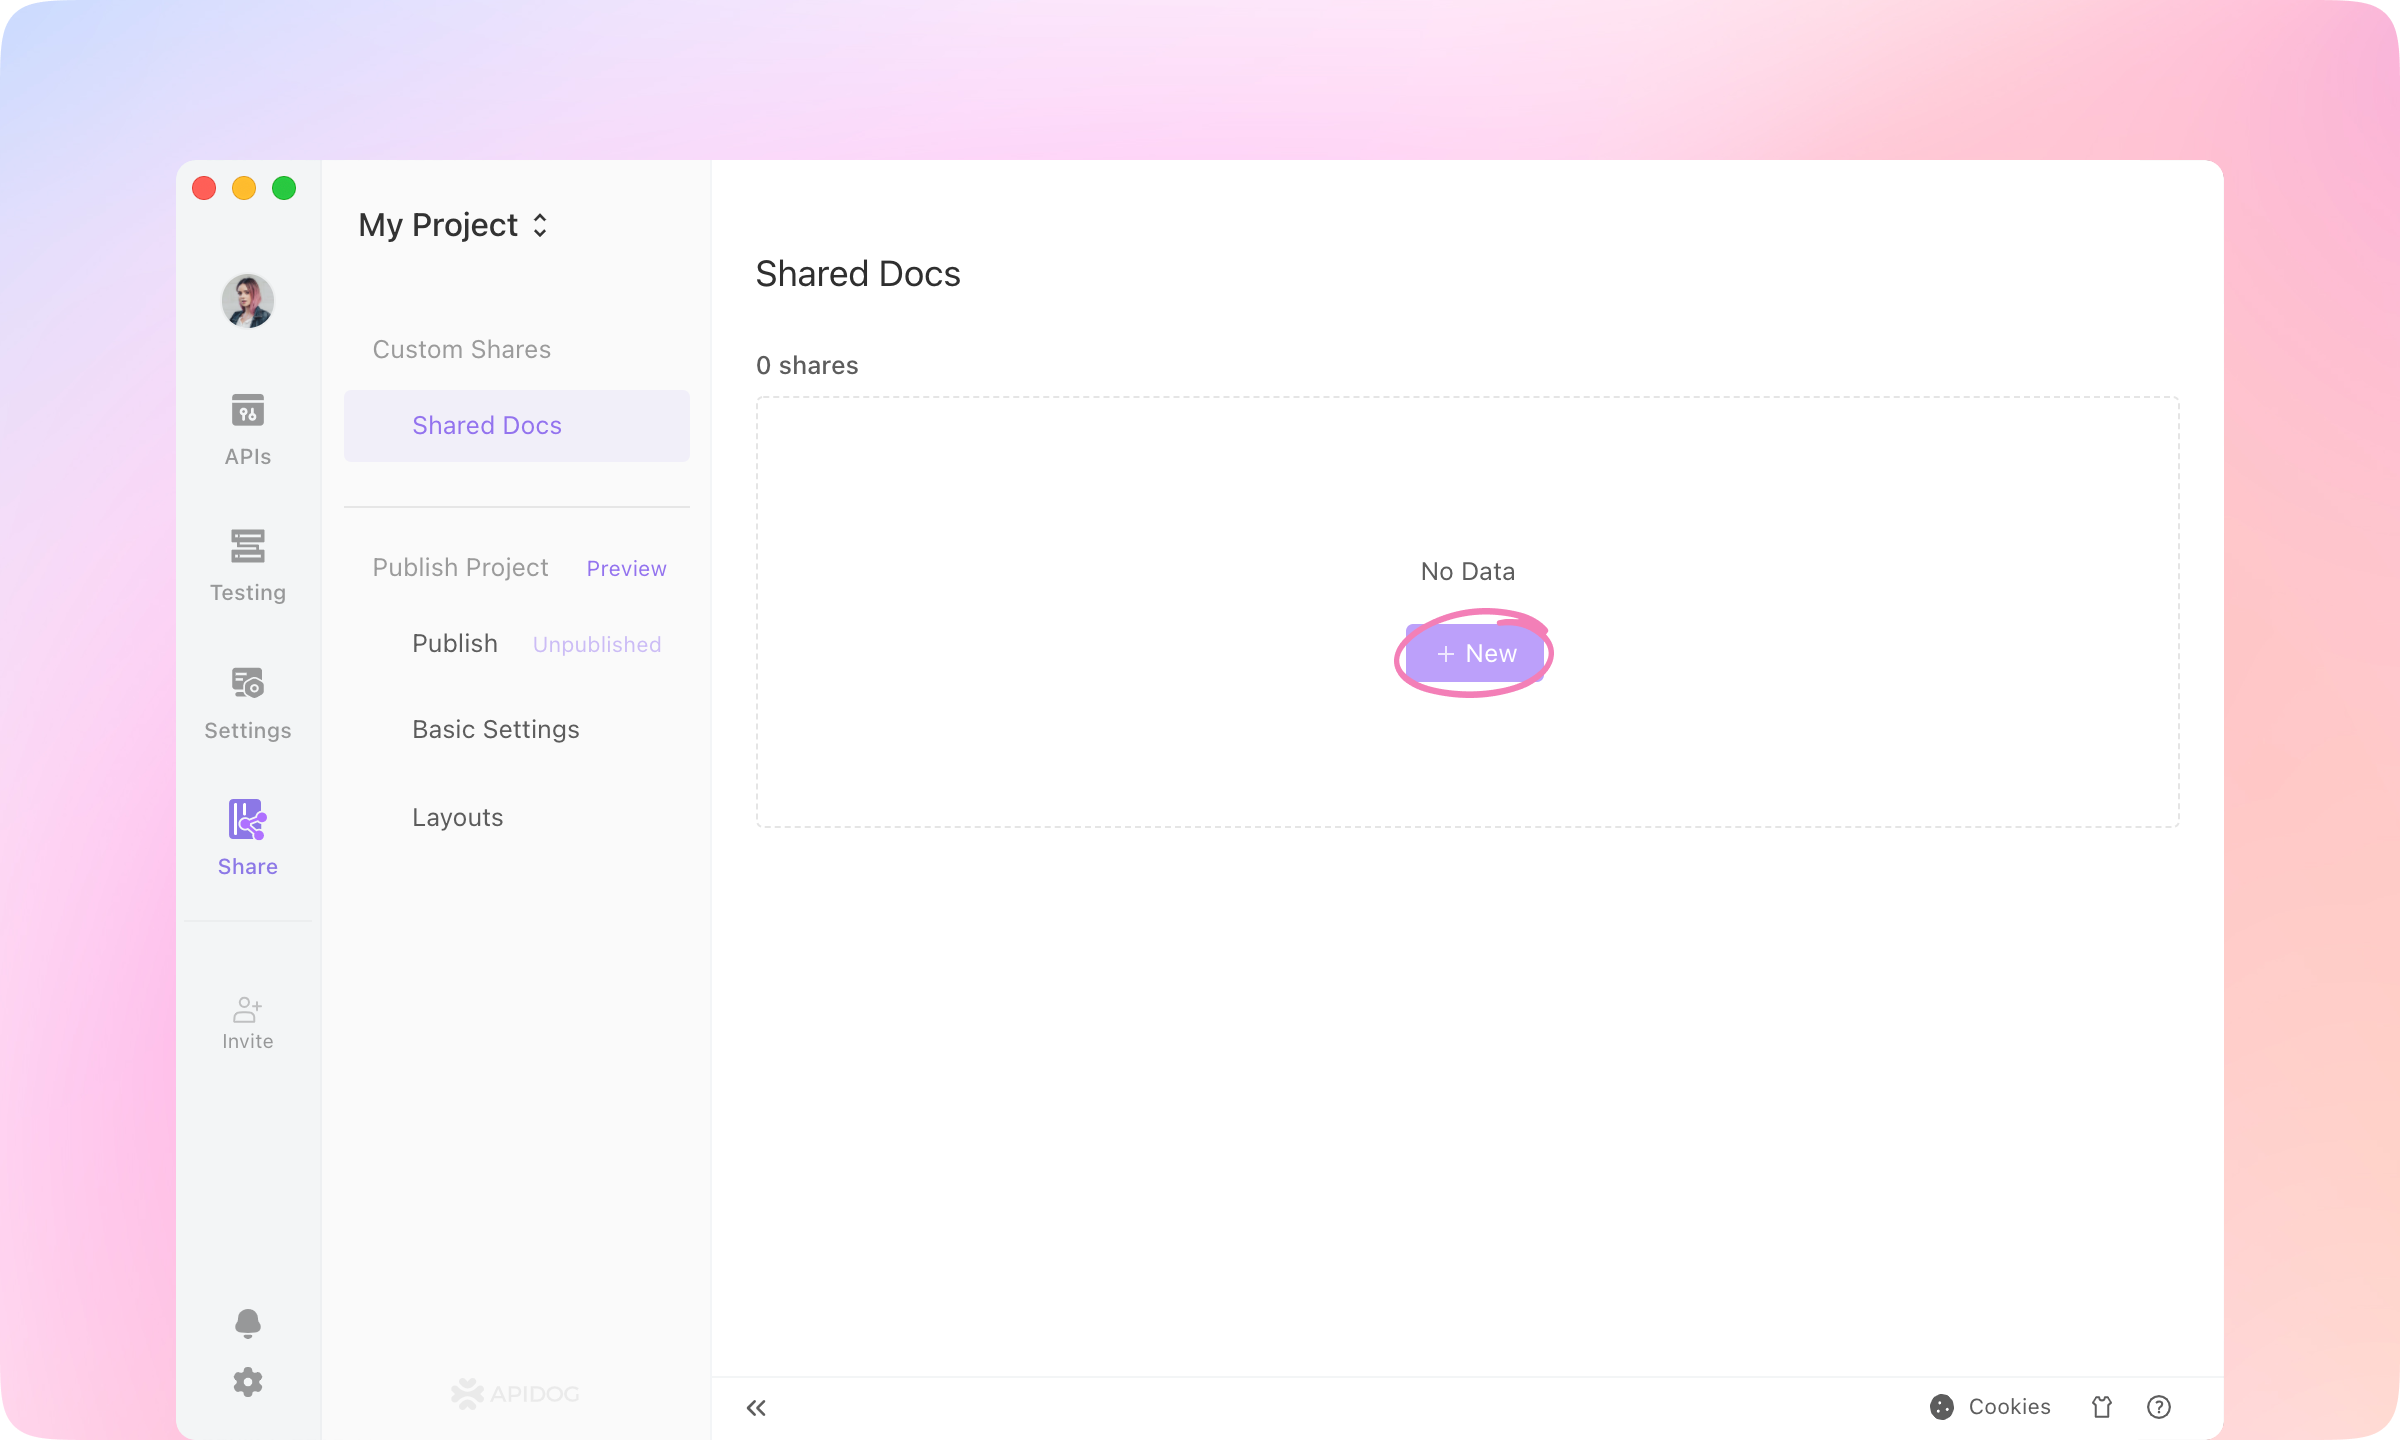 My Project
APIs
Testing
Settings
Share
Invite
Custom Shares
Shared Docs
Publish Project Preview
Publish Unpublished
Basic Settings
Layouts
APIDOG
Shared Docs
0 shares
No Data
+ New
Cookies